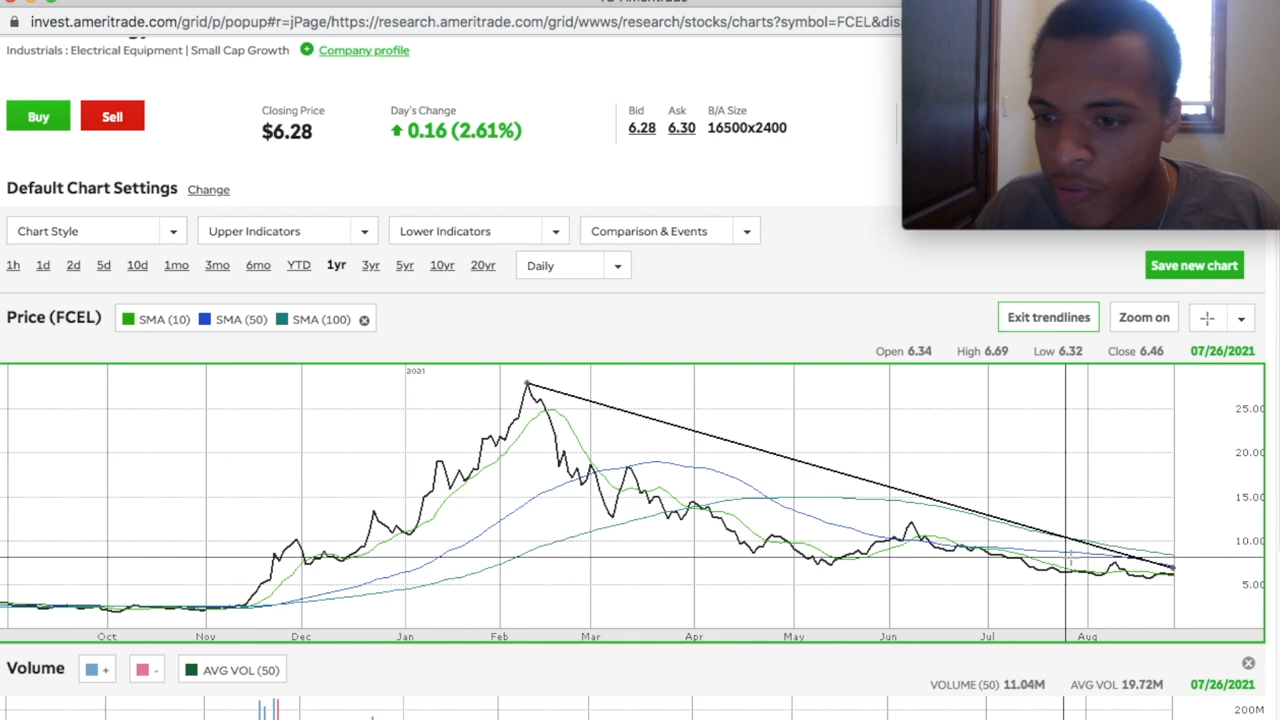 invest.ameritrade.com/grid/p/popup#r=jPage/https://research.ameritrade.com/grid/wwws/research/stocks/charts?symbol=FCEL&dis
Industrials : Electrical Equipment | Small Cap Growth Company profile
Buy Sell
Closing Price Day's Change Bid Ask B/A Size
$6.28 0.16 (2.61%) 6.28 6.30 16500x2400
Default Chart Settings Change
Chart Style Upper Indicators Lower Indicators Comparison & Events
1h 1d 2d 5d 10d 1mo 3mo 6mo YTD 1yr 3yr 5yr 10yr 20yr Daily
Save new chart
Price (FCEL) SMA (10) SMA (50) SMA (100) Exit trendlines Zoom on
Open 6.34 High 6.69 Low 6.32 Close 6.46 07/26/2021
2021
25.00
20.00
15.00
10.00
5.00
Oct Nov Dec Jan Feb Mar Apr May Jun Jul Aug
Volume + - AVG VOL (50)
VOLUME (50) 11.04M AVG VOL 19.72M 07/26/2021
200M